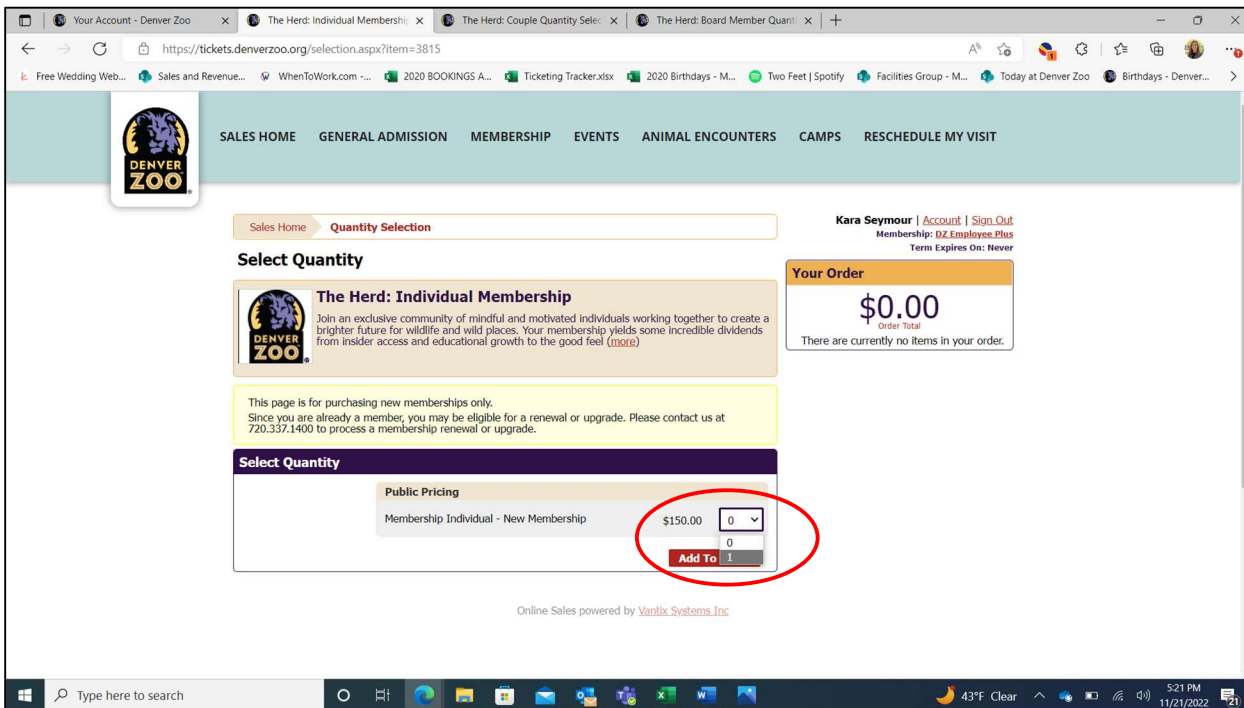 Your Account - Denver Zoo
The Herd: Individual Membership
The Herd: Couple Quantity Selec
The Herd: Board Member Quant
https://tickets.denverzoo.org/selection.aspx?item=3815
Free Wedding Web...
Sales and Revenue...
WhenToWork.com -...
2020 BOOKINGS A...
Ticketing Tracker.xlsx
2020 Birthdays - M...
Two Feet | Spotify
Facilities Group - M...
Today at Denver Zoo
Birthdays - Denver...
DENVER
ZOO
SALES HOME GENERAL ADMISSION MEMBERSHIP EVENTS ANIMAL ENCOUNTERS CAMPS RESCHEDULE MY VISIT
Sales Home Quantity Selection
Kara Seymour | Account | Sign Out
Membership: DZ Employee Plus
Term Expires On: Never
Select Quantity
Your Order
$0.00
Order Total
There are currently no items in your order.
DENVER
ZOO
The Herd: Individual Membership
Join an exclusive community of mindful and motivated individuals working together to create a
brighter future for wildlife and wild places. Your membership yields some incredible dividends
from insider access and educational growth to the good feel (more)
This page is for purchasing new memberships only.
Since you are already a member, you may be eligible for a renewal or upgrade. Please contact us at
720.337.1400 to process a membership renewal or upgrade.
Select Quantity
Public Pricing
Membership Individual - New Membership $150.00 0
0
1
Add To
Online Sales powered by Vantix Systems Inc
Type here to search
43°F Clear
5:21 PM
11/21/2022
21